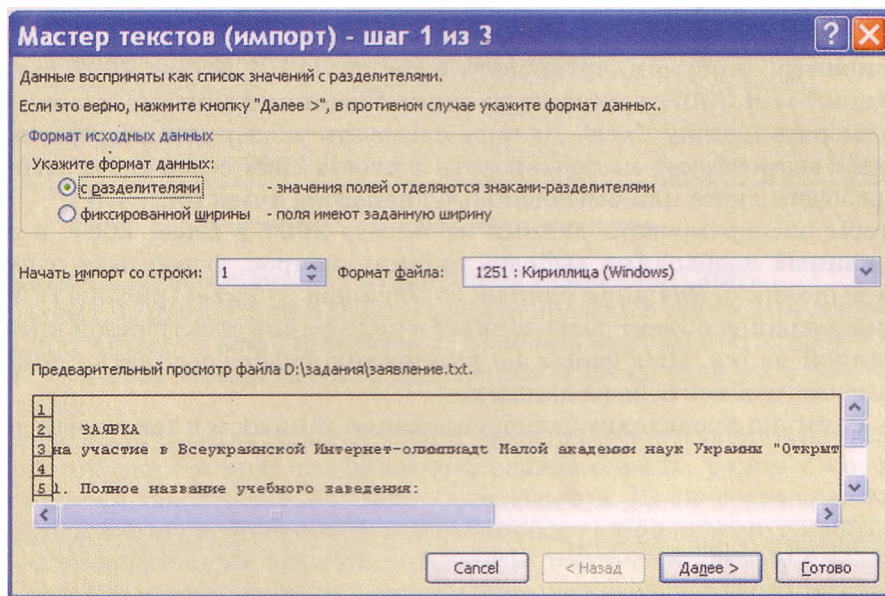 Мастер текстов (импорт) - шаг 1 из 3
Данные восприняты как список значений с разделителями.
Если это верно, нажмите кнопку "Далее >", в противном случае укажите формат данных.
Формат исходных данных
Укажите формат данных:
с разделителями - значения полей отделяются знаками-разделителями
фиксированной ширины - поля имеют заданную ширину
Начать импорт со строки: 1 Формат файла: 1251 : Кириллица (Windows)
Предварительный просмотр файла D:\задания\заявление.txt.
1
2 ЗАЯВКА
3 на участие в Всеукраинской Интернет-олимпиадt Малой академии наук Украины "Открыт
4
5 1. Полное название учебного заведения:
Cancel < Назад Далее > Готово